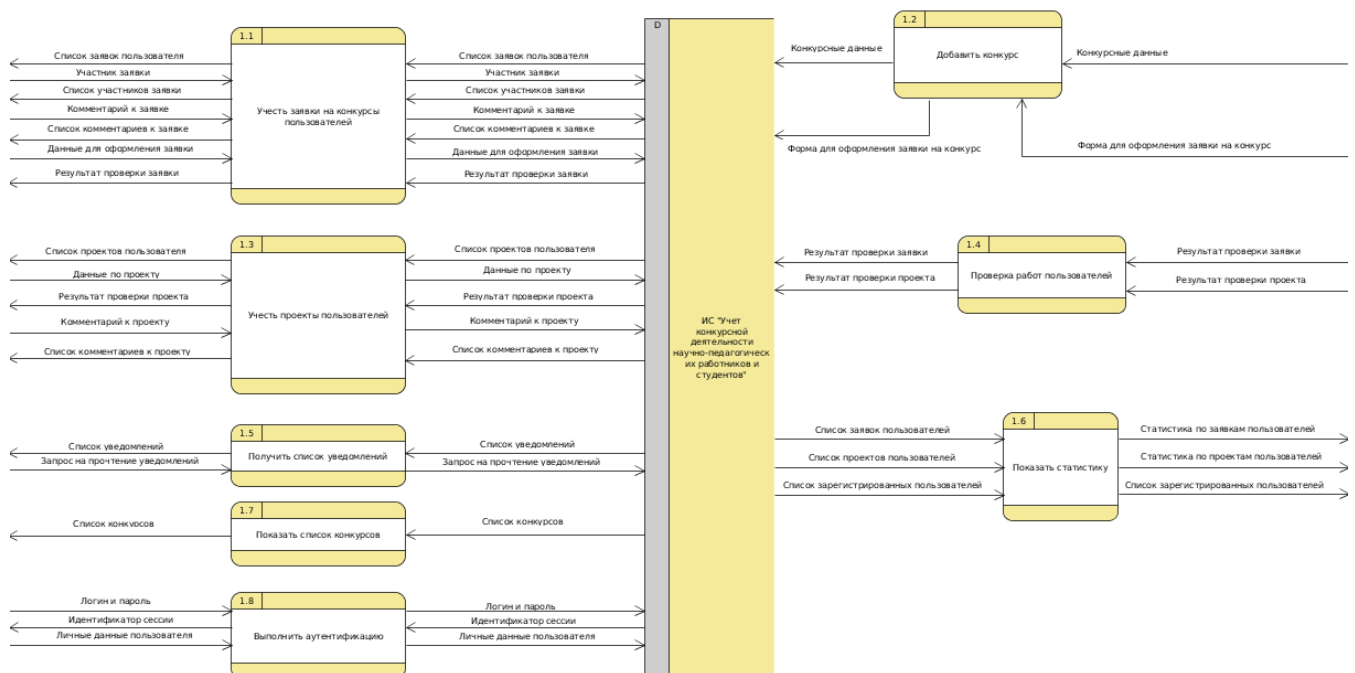 1.1
Учесть заявки на конкурсы
пользователей
Список заявок пользователя
Участник заявки
Список участников заявки
Комментарий к заявке
Список комментариев к заявке
Данные для оформления заявки
Результат проверки заявки
Список заявок пользователя
Участник заявки
Список участников заявки
Комментарий к заявке
Список комментариев к заявке
Данные для оформления заявки
Результат проверки заявки
1.3
Учесть проекты пользователей
Список проектов пользователя
Данные по проекту
Результат проверки проекта
Комментарий к проекту
Список комментариев к проекту
Список проектов пользователя
Данные по проекту
Результат проверки проекта
Комментарий к проекту
Список комментариев к проекту
1.5
Получить список уведомлений
Список уведомлений
Запрос на прочтение уведомлений
Список уведомлений
Запрос на прочтение уведомлений
1.7
Показать список конкурсов
Список конкурсов
Список конкурсов
1.8
Выполнить аутентификацию
Логин и пароль
Идентификатор сессии
Личные данные пользователя
Логин и пароль
Идентификатор сессии
Личные данные пользователя
D
ИС "Учет
конкурсной
деятельности
научно-педагогическ
их работников и
студентов"
1.2
Добавить конкурс
Конкурсные данные
Конкурсные данные
Форма для оформления заявки на конкурс
Форма для оформления заявки на конкурс
1.4
Проверка работ пользователей
Результат проверки заявки
Результат проверки проекта
Результат проверки заявки
Результат проверки проекта
1.6
Показать статистику
Список заявок пользователей
Список проектов пользователей
Список зарегистрированных пользователей
Статистика по заявкам пользователей
Статистика по проектам пользователей
Список зарегистрированных пользователей